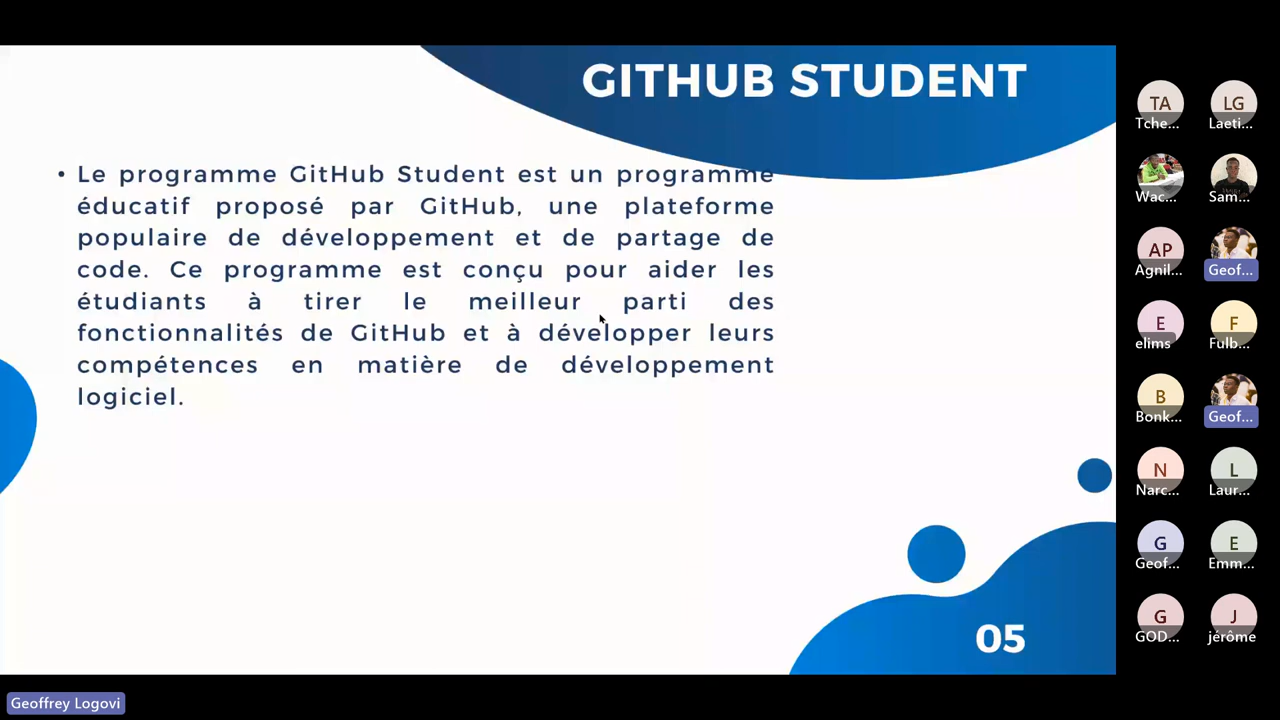 GITHUB STUDENT
• Le programme GitHub Student est un programme
éducatif proposé par GitHub, une plateforme
populaire de développement et de partage de
code. Ce programme est conçu pour aider les
étudiants à tirer le meilleur parti des
fonctionnalités de GitHub et à développer leurs
compétences en matière de développement
logiciel.
05
TA
Tche...
LG
Laeti...
Wac...
Sam...
AP
Agnil...
Geof...
E
elims
F
Fulb...
B
Bonk...
Geof...
N
Narc...
L
Laur...
G
Geof...
E
Emm...
G
GOD...
J
jérôme
Geoffrey Logovi